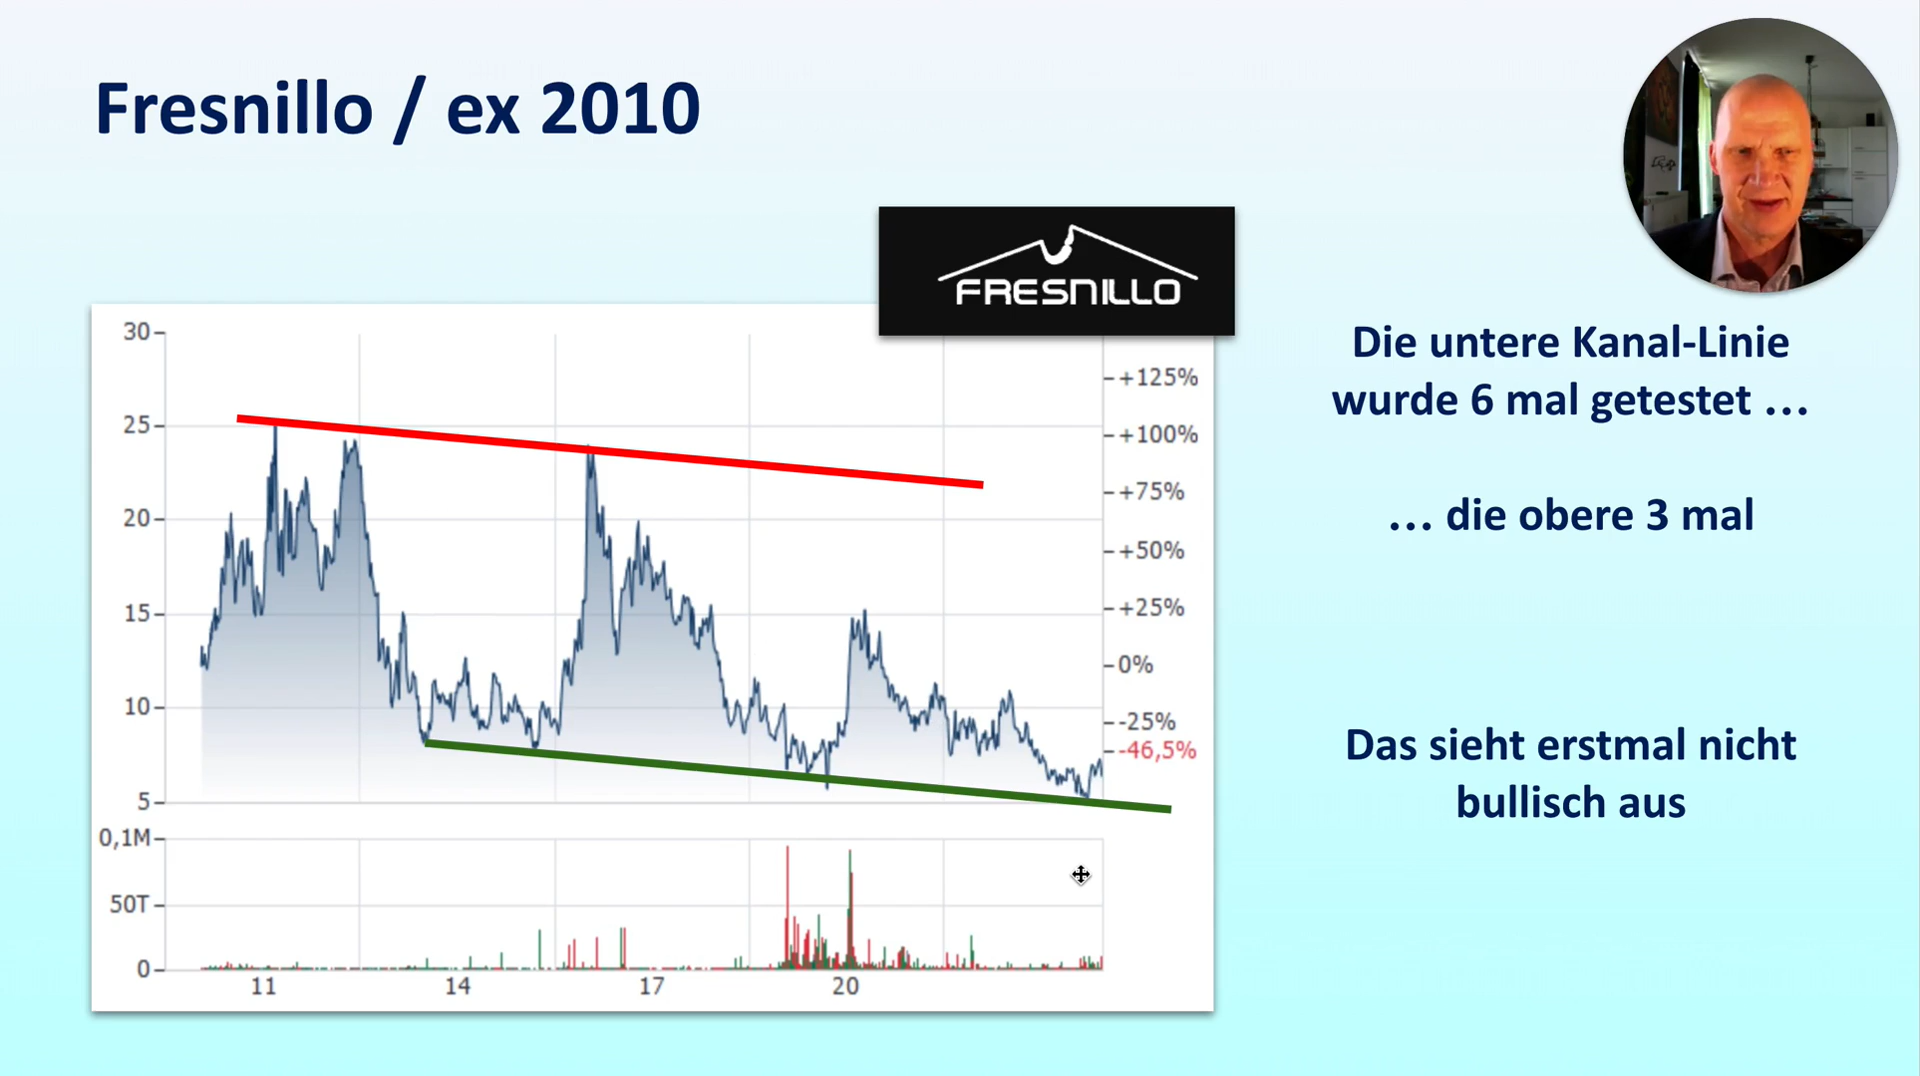 Fresnillo / ex 2010
FRESNILLO
Die untere Kanal-Linie
wurde 6 mal getestet ...
... die obere 3 mal
Das sieht erstmal nicht
bullisch aus
30
25
20
15
10
5
+125%
+100%
+75%
+50%
+25%
0%
-25%
-46,5%
0,1M
50T
0
11 14 17 20